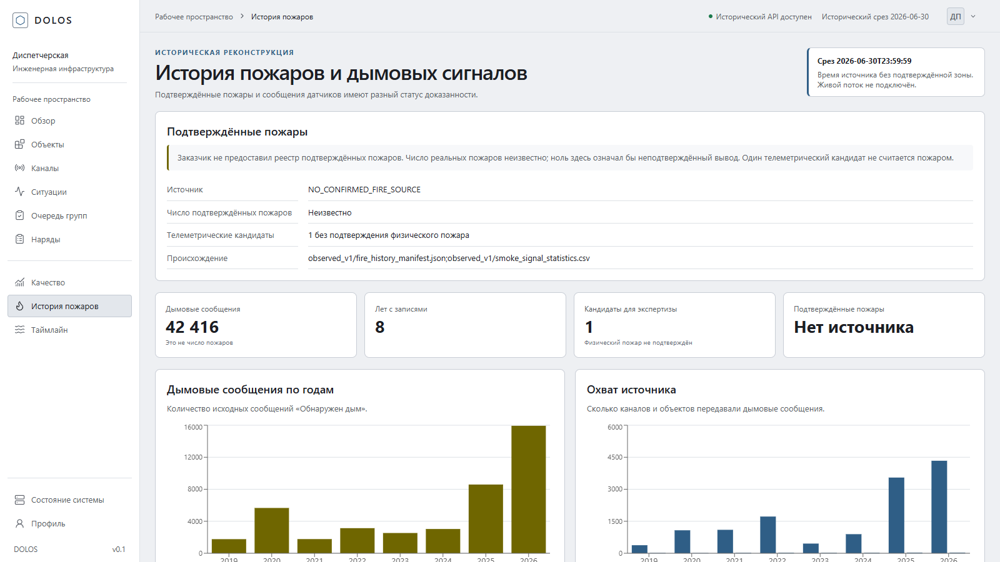 DOLOS
Диспетчерская
Инженерная инфраструктура
Рабочее пространство
Обзор
Объекты
Каналы
Ситуации
Очередь групп
Наряды
Качество
История пожаров
Таймлайн
Состояние системы
Профиль
DOLOS v0.1
Рабочее пространство > История пожаров
Исторический API доступен
Исторический срез 2026-06-30
ДП
ИСТОРИЧЕСКАЯ РЕКОНСТРУКЦИЯ
История пожаров и дымовых сигналов
Подтверждённые пожары и сообщения датчиков имеют разный статус доказанности.
Срез 2026-06-30T23:59:59
Время источника без подтверждённой зоны.
Живой поток не подключён.
Подтверждённые пожары
Заказчик не предоставил реестр подтверждённых пожаров. Число реальных пожаров неизвестно; ноль здесь означал бы неподтверждённый вывод. Один телеметрический кандидат не считается пожаром.
Источник NO_CONFIRMED_FIRE_SOURCE
Число подтверждённых пожаров Неизвестно
Телеметрические кандидаты 1 без подтверждения физического пожара
Происхождение observed_v1/fire_history_manifest.json;observed_v1/smoke_signal_statistics.csv
Дымовые сообщения
42 416
Это не число пожаров
Лет с записями
8
Кандидаты для экспертизы
1
Физический пожар не подтверждён
Подтверждённые пожары
Нет источника
Дымовые сообщения по годам
Количество исходных сообщений «Обнаружен дым».
16000
12000
8000
4000
0
2019 2020 2021 2022 2023 2024 2025 2026
Охват источника
Сколько каналов и объектов передавали дымовые сообщения.
6000
4500
3000
1500
0
2019 2020 2021 2022 2023 2024 2025 2026